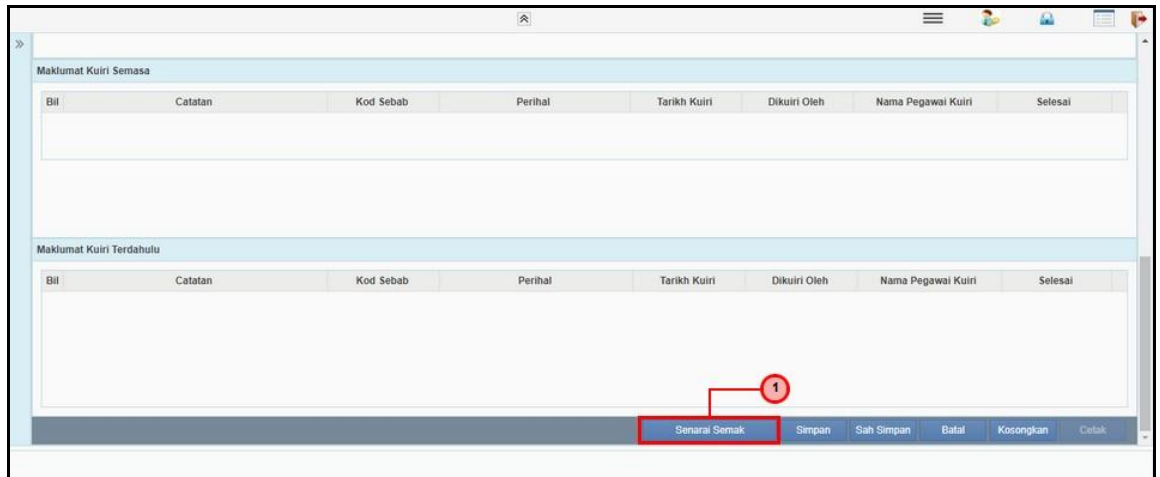 Maklumat Kuiri Semasa
Bil Catatan Kod Sebab Perihal Tarikh Kuiri Dikuiri Oleh Nama Pegawai Kuiri Selesai
Maklumat Kuiri Terdahulu
Bil Catatan Kod Sebab Perihal Tarikh Kuiri Dikuiri Oleh Nama Pegawai Kuiri Selesai
1
Senarai Semak Simpan Sah Simpan Batal Kosongkan Cetak